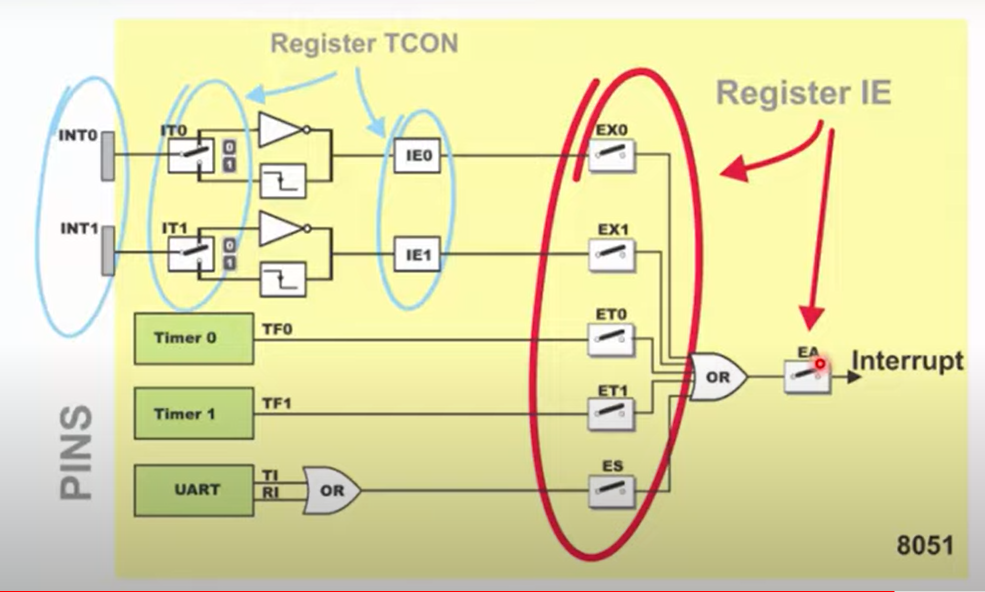 Register TCON
Register IE
INT0
IT0
0
1
IE0
EX0
INT1
IT1
0
1
IE1
EX1
Timer 0
TF0
ET0
EA
Interrupt
OR
Timer 1
TF1
ET1
UART
TI
RI
OR
ES
PINS
8051